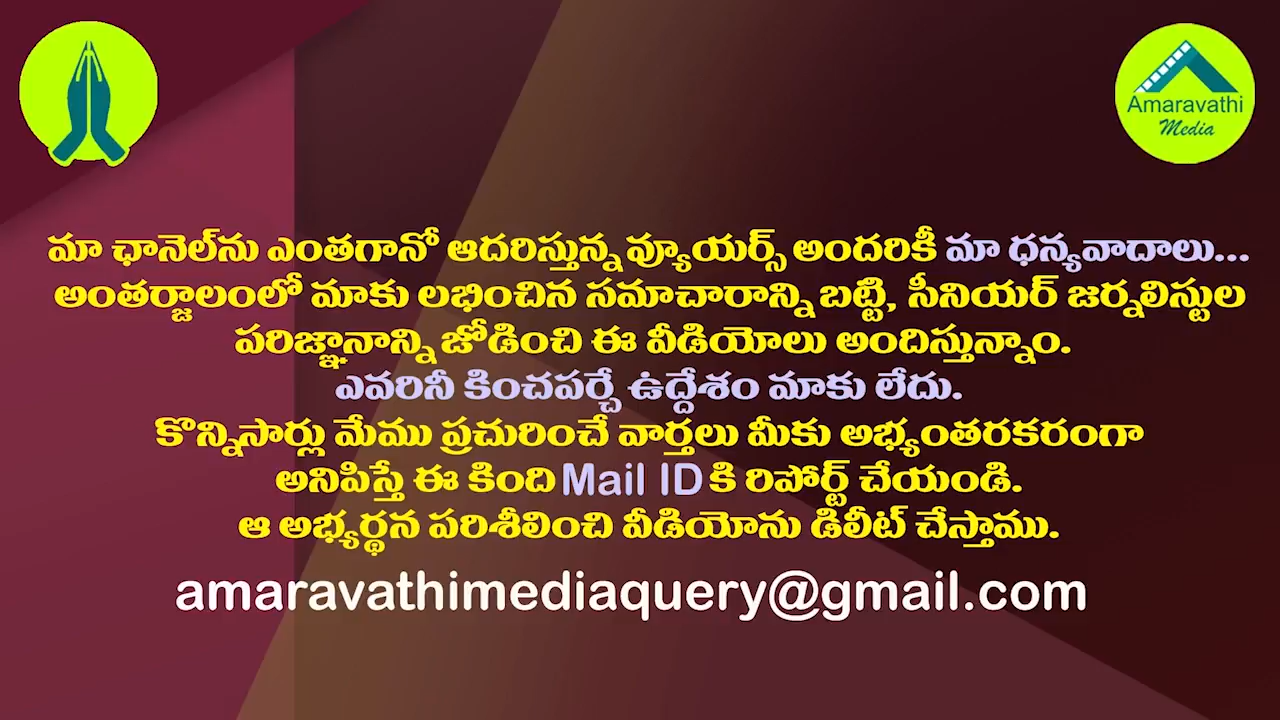 Amaravathi
Media
మా ఛానెల్‌ను ఎంతగానో ఆదరిస్తున్న వ్యూయర్స్ అందరికీ మా ధన్యవాదాలు...
అంతర్జాలంలో మాకు లభించిన సమాచారాన్ని బట్టి, సీనియర్ జర్నలిస్టుల
పరిజ్ఞానాన్ని జోడించి ఈ వీడియోలు అందిస్తున్నాం.
ఎవరినీ కించపర్చే ఉద్దేశం మాకు లేదు.
కొన్నిసార్లు మేము ప్రచురించే వార్తలు మీకు అభ్యంతరకరంగా
అనిపిస్తే ఈ కింది Mail ID కి రిపోర్ట్ చేయండి.
ఆ అభ్యర్థన పరిశీలించి వీడియోను డిలీట్ చేస్తాము.
amaravathimediaquery@gmail.com